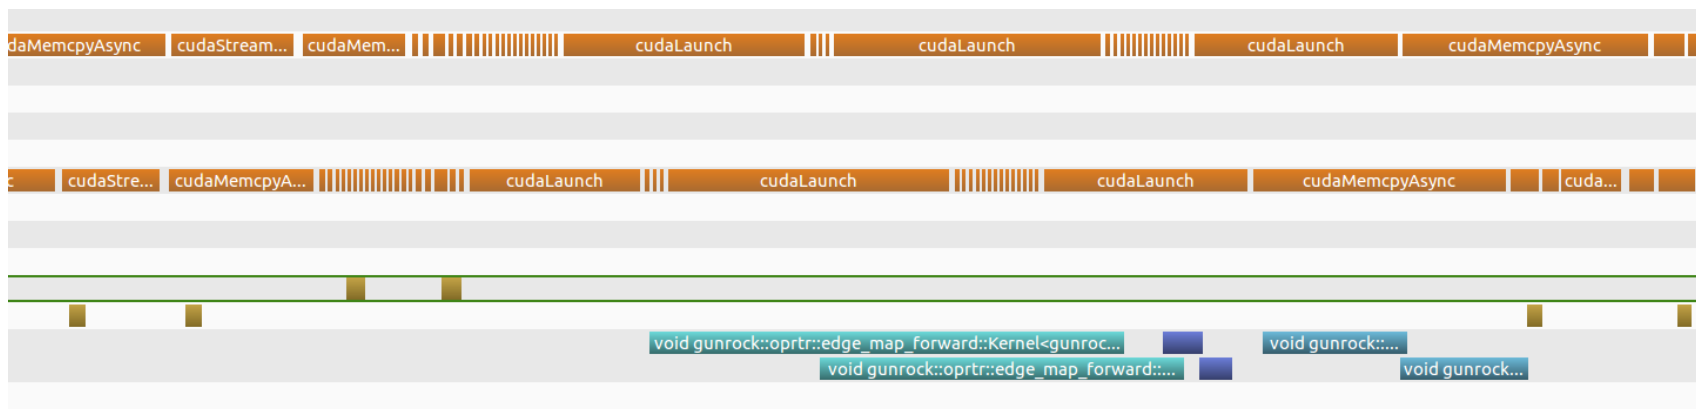 daMemcpyAsync cudaStream... cudaMem... cudaLaunch cudaLaunch cudaLaunch cudaMemcpyAsync
c cudaStre... cudaMemcpyA... cudaLaunch cudaLaunch cudaLaunch cudaMemcpyAsync cuda...
void gunrock::oprtr::edge_map_forward::Kernel<gunroc... void gunrock::...
void gunrock::oprtr::edge_map_forward::... void gunrock...